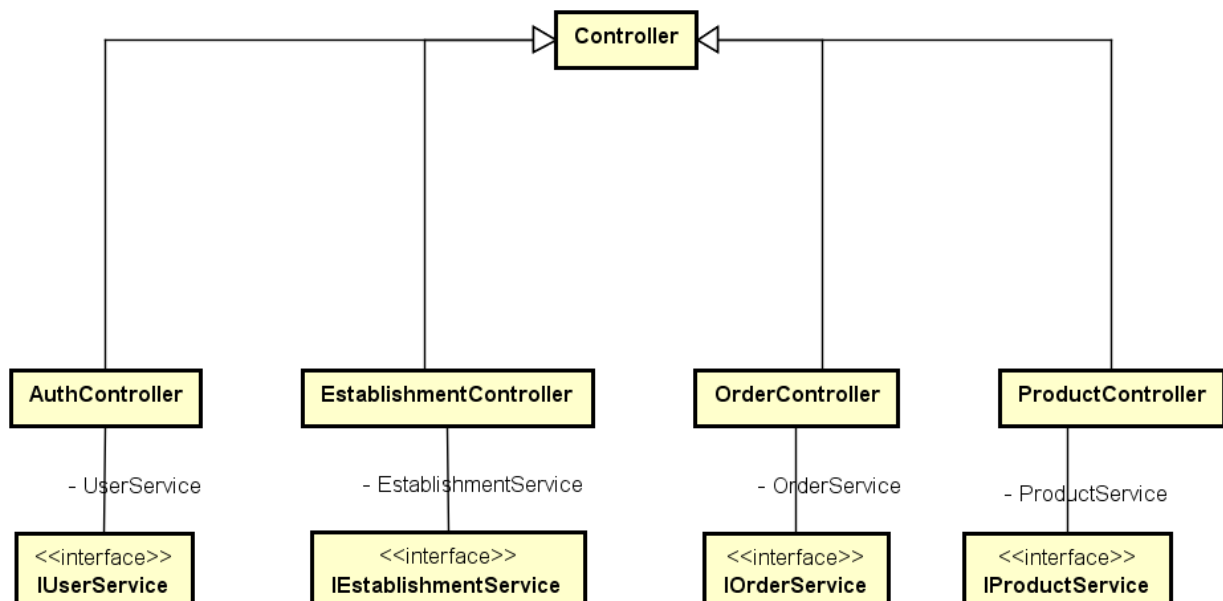 Controller
AuthController
EstablishmentController
OrderController
ProductController
- UserService
- EstablishmentService
- OrderService
- ProductService
<<interface>>
IUserService
<<interface>>
IEstablishmentService
<<interface>>
IOrderService
<<interface>>
IProductService